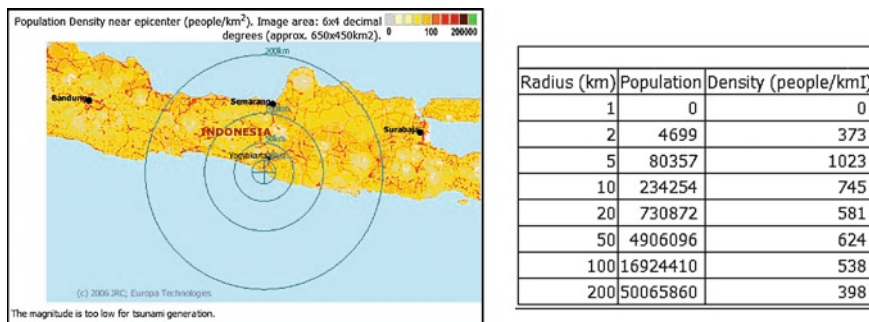 Population Density near epicenter (people/km²). Image area: 6x4 decimal
degrees (approx. 650x450km2).
0 100 200000
200km
Bandung
Semarang
INDONESIA
Surabaja
(c) 2006 JRC, Europa Technologies
The magnitude is too low for tsunami generation.
Radius (km) Population Density (people/kmI)
1 0 0
2 4699 373
5 80357 1023
10 234254 745
20 730872 581
50 4906096 624
100 16924410 538
200 50065860 398